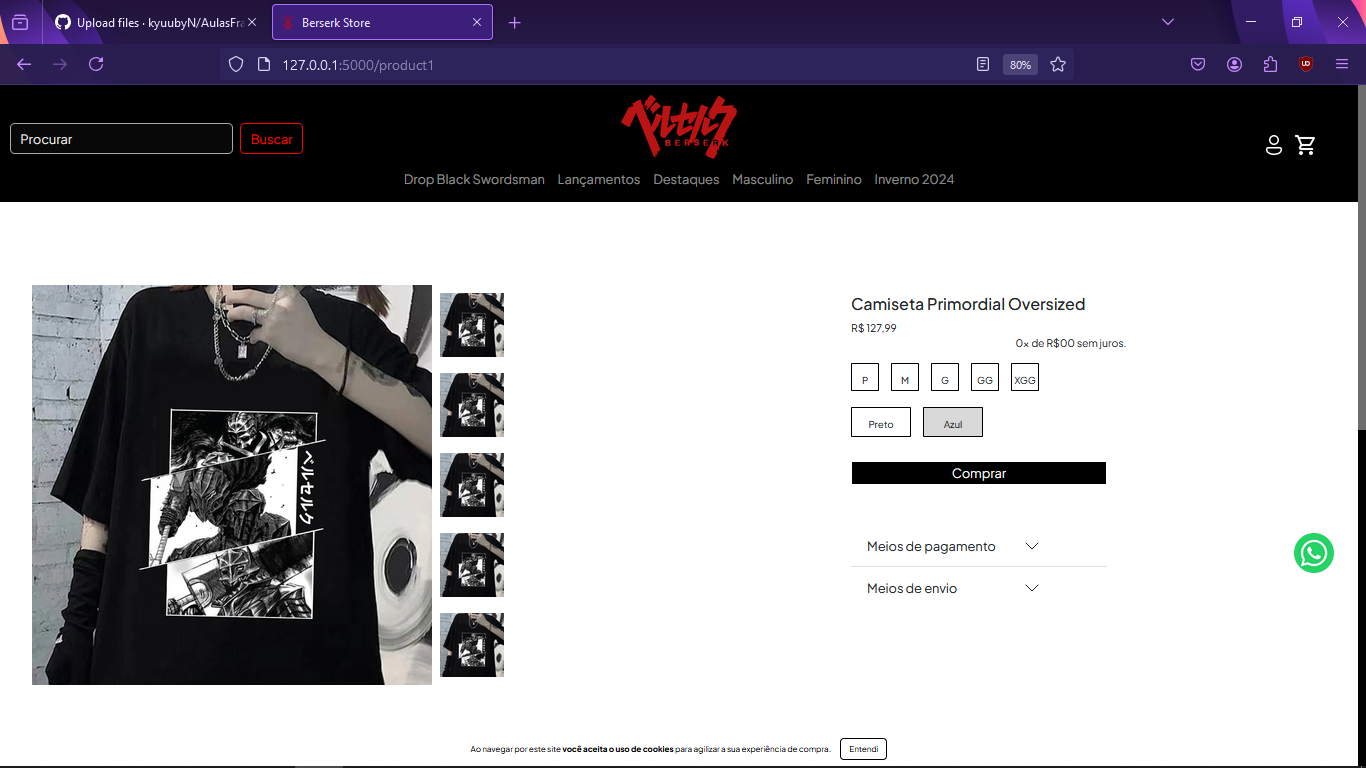 Upload files · kyuubyN/AulasFra
Berserk Store
127.0.0.1:5000/product1
80%
ベルセルク
BERSERK
Procurar
Buscar
Drop Black Swordsman Lançamentos Destaques Masculino Feminino Inverno 2024
ベルセルク
Camiseta Primordial Oversized
R$ 127,99
0x de R$00 sem juros.
P M G GG XGG
Preto Azul
Comprar
Meios de pagamento
Meios de envio
Ao navegar por este site você aceita o uso de cookies para agilizar a sua experiência de compra. Entendi